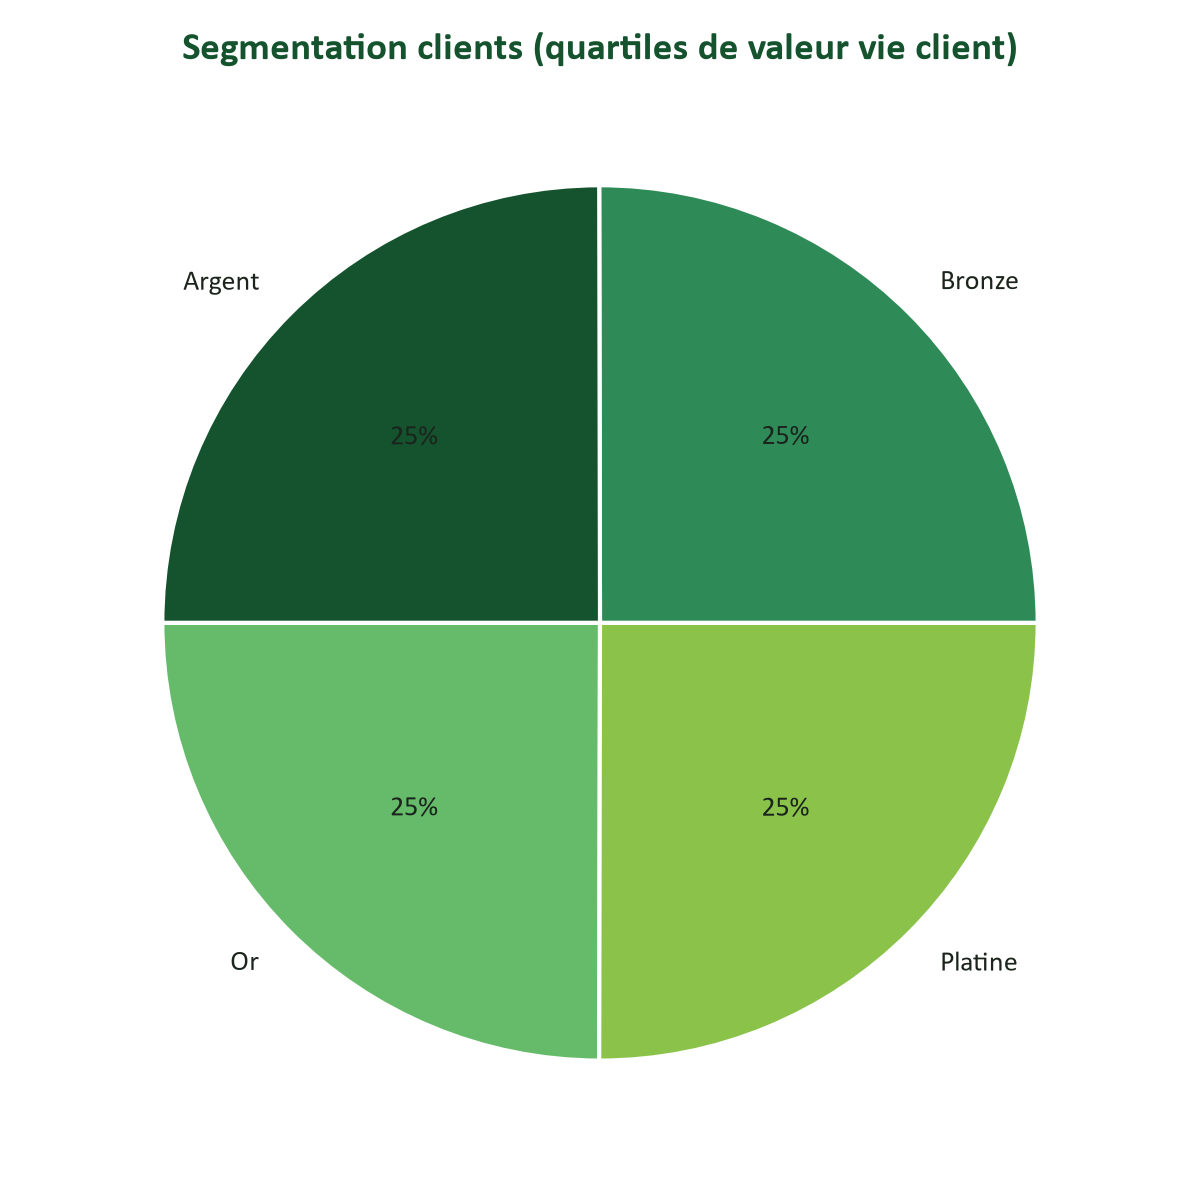 Segmentation clients (quartiles de valeur vie client)
Argent
Bronze
25%
25%
25%
25%
Or
Platine